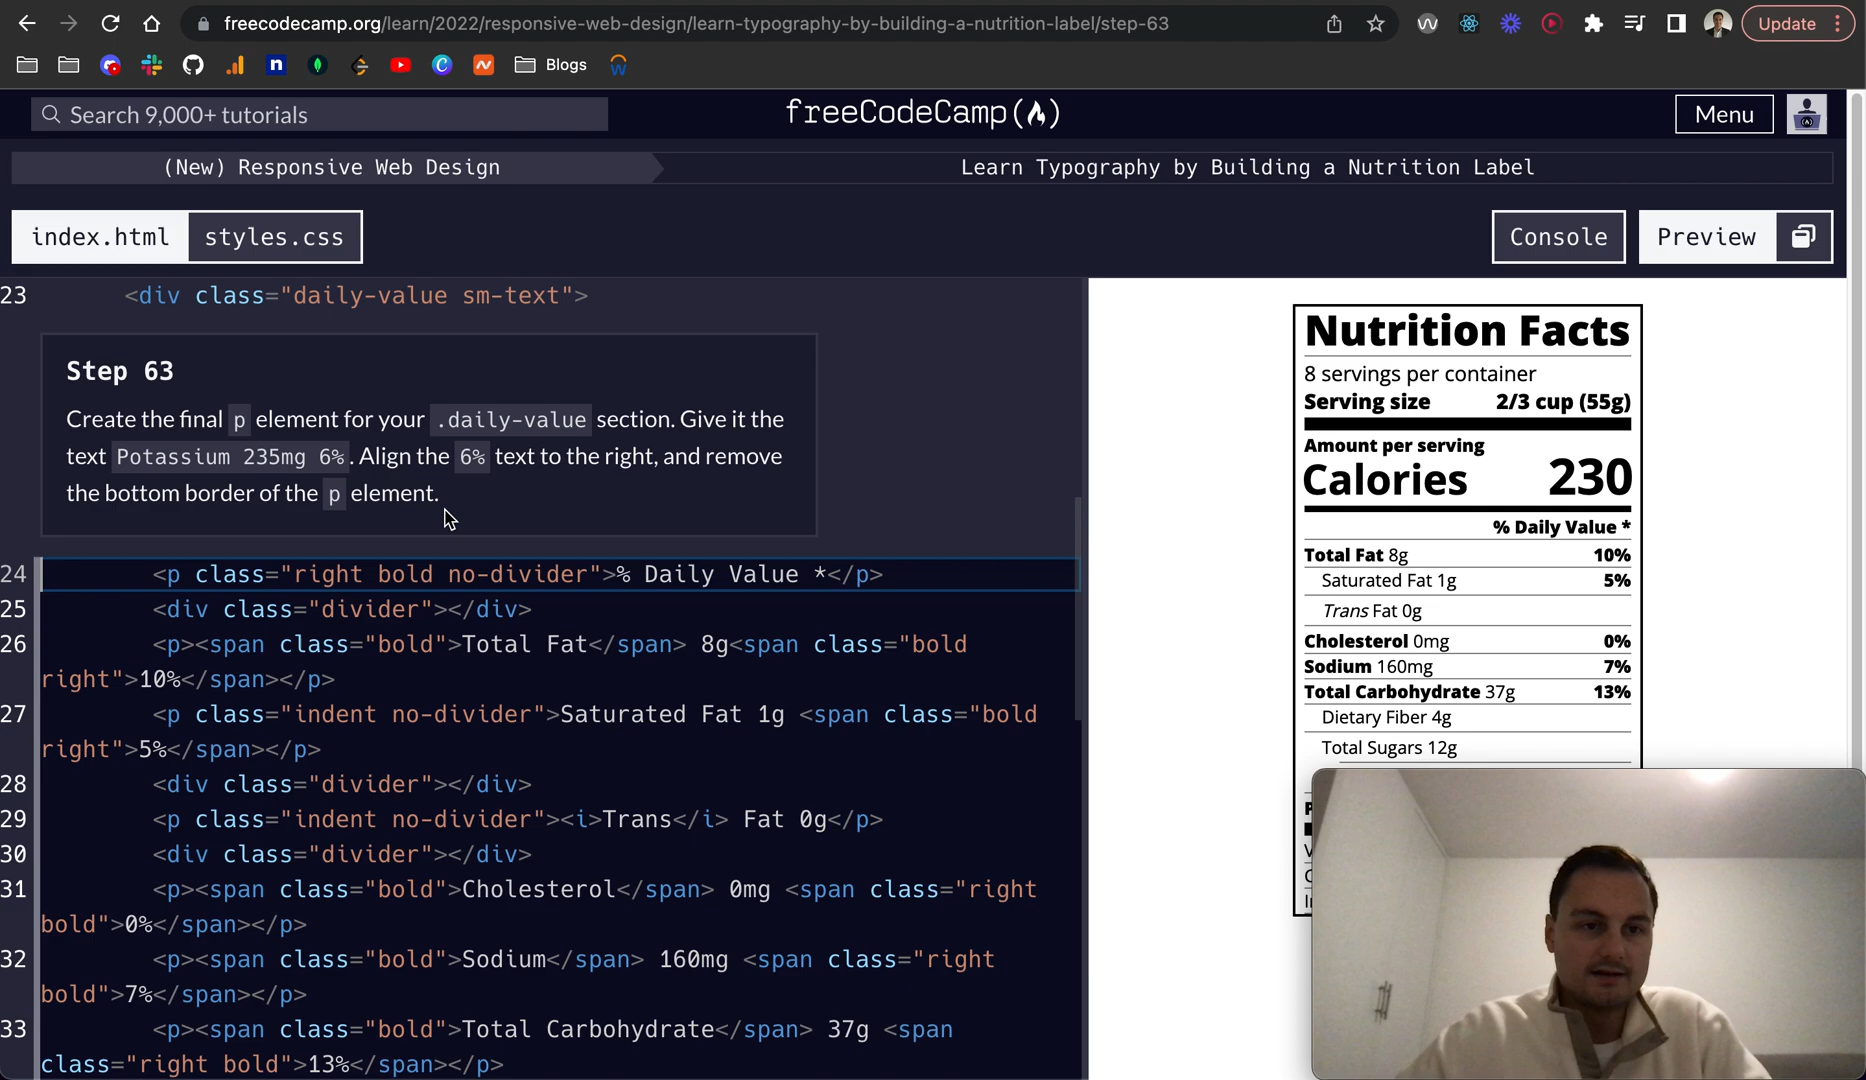 freecodecamp.org/learn/2022/responsive-web-design/learn-typography-by-building-a-nutrition-label/step-63
Update
Blogs
Search 9,000+ tutorials
freeCodeCamp
Menu
(New) Responsive Web Design
Learn Typography by Building a Nutrition Label
index.html
styles.css
Console
Preview
23 <div class="daily-value sm-text">
Step 63
Create the final p element for your .daily-value section. Give it the
text Potassium 235mg 6%. Align the 6% text to the right, and remove
the bottom border of the p element.
24 <p class="right bold no-divider">% Daily Value *</p>
25 <div class="divider"></div>
26 <p><span class="bold">Total Fat</span> 8g<span class="bold
right">10%</span></p>
27 <p class="indent no-divider">Saturated Fat 1g <span class="bold
right">5%</span></p>
28 <div class="divider"></div>
29 <p class="indent no-divider"><i>Trans</i> Fat 0g</p>
30 <div class="divider"></div>
31 <p><span class="bold">Cholesterol</span> 0mg <span class="right
bold">0%</span></p>
32 <p><span class="bold">Sodium</span> 160mg <span class="right
bold">7%</span></p>
33 <p><span class="bold">Total Carbohydrate</span> 37g <span
class="right bold">13%</span></p>
Nutrition Facts
8 servings per container
Serving size 2/3 cup (55g)
Amount per serving
Calories 230
% Daily Value *
Total Fat 8g 10%
Saturated Fat 1g 5%
Trans Fat 0g
Cholesterol 0mg 0%
Sodium 160mg 7%
Total Carbohydrate 37g 13%
Dietary Fiber 4g
Total Sugars 12g